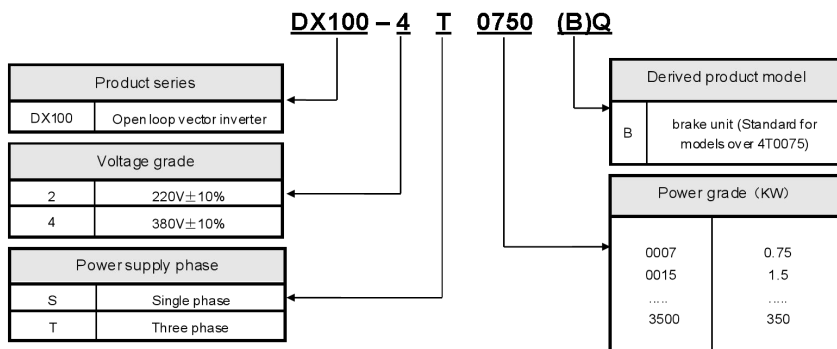 DX100 – 4 T 0750 (B)Q
Product series
DX100 Open loop vector inverter
Voltage grade
2 220V±10%
4 380V±10%
Power supply phase
S Single phase
T Three phase
Derived product model
B brake unit (Standard for
models over 4T0075)
Power grade（KW）
0007 0.75
0015 1.5
..... .....
3500 350